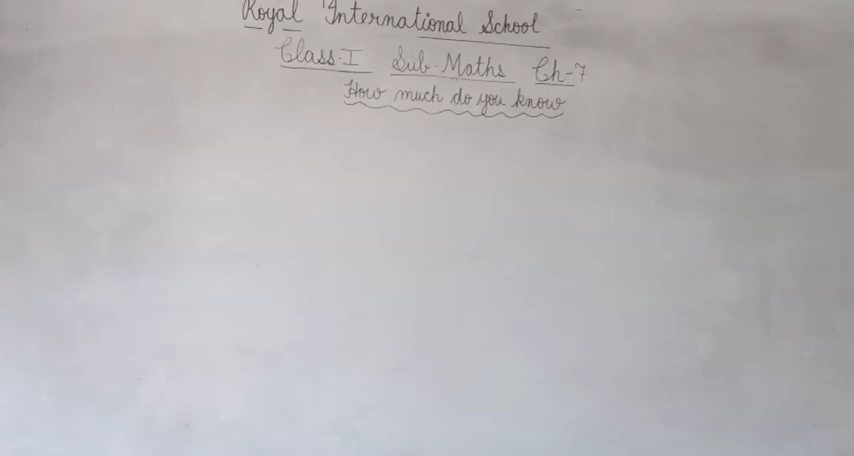 Royal International School
Class-I Sub-Maths Ch-7
How much do you know